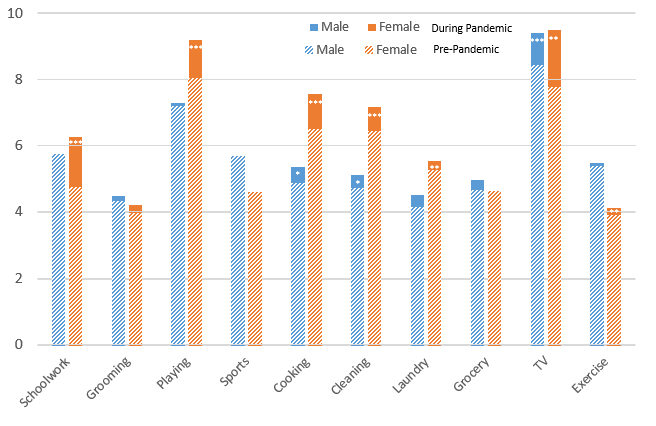 10
Male Female During Pandemic
Male Female Pre-Pandemic
8
6
4
2
0
*** *** * *** * *** ** *** ** ***
Schoolwork Grooming Playing Sports Cooking Cleaning Laundry Grocery TV Exercise